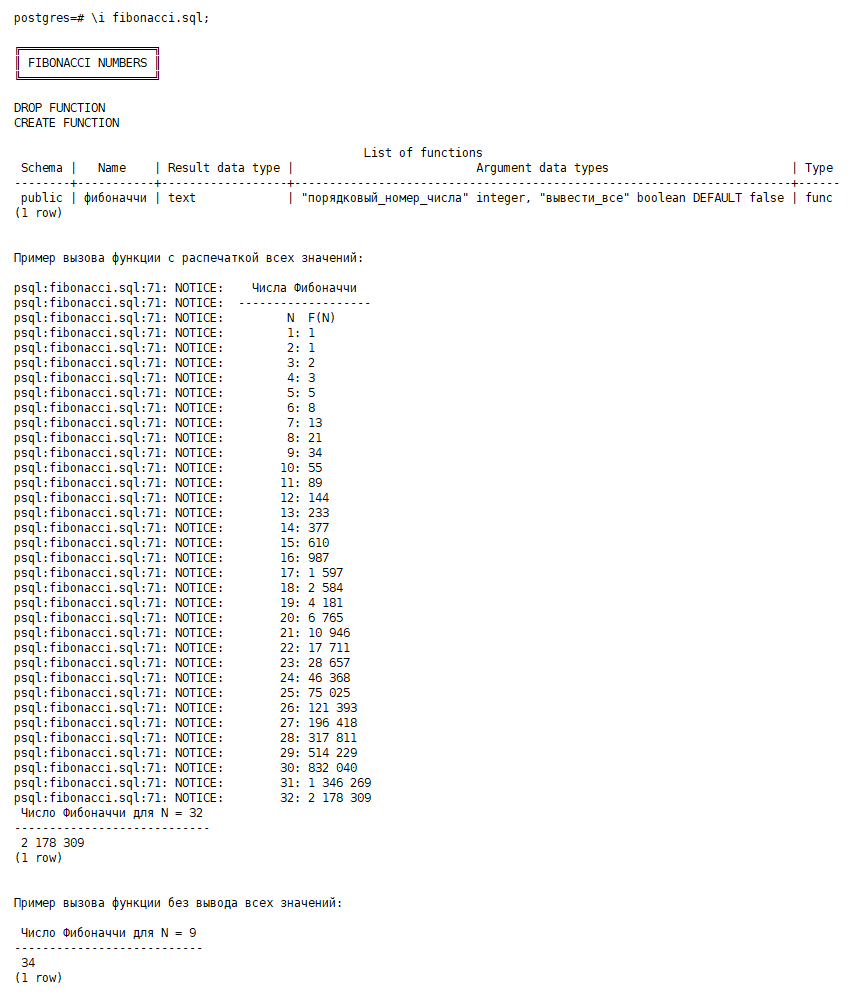 postgres=# \i fibonacci.sql;
FIBONACCI NUMBERS
DROP FUNCTION
CREATE FUNCTION
List of functions
Schema | Name | Result data type | Argument data types | Type
--------+-----------+------------------+------------------------------------------------------------------------+------
public | фибоначчи | text | "порядковый_номер_числа" integer, "вывести_все" boolean DEFAULT false | func
(1 row)
Пример вызова функции с распечаткой всех значений:
psql:fibonacci.sql:71: NOTICE: Числа Фибоначчи
psql:fibonacci.sql:71: NOTICE: -------------------
psql:fibonacci.sql:71: NOTICE: N F(N)
psql:fibonacci.sql:71: NOTICE: 1: 1
psql:fibonacci.sql:71: NOTICE: 2: 1
psql:fibonacci.sql:71: NOTICE: 3: 2
psql:fibonacci.sql:71: NOTICE: 4: 3
psql:fibonacci.sql:71: NOTICE: 5: 5
psql:fibonacci.sql:71: NOTICE: 6: 8
psql:fibonacci.sql:71: NOTICE: 7: 13
psql:fibonacci.sql:71: NOTICE: 8: 21
psql:fibonacci.sql:71: NOTICE: 9: 34
psql:fibonacci.sql:71: NOTICE: 10: 55
psql:fibonacci.sql:71: NOTICE: 11: 89
psql:fibonacci.sql:71: NOTICE: 12: 144
psql:fibonacci.sql:71: NOTICE: 13: 233
psql:fibonacci.sql:71: NOTICE: 14: 377
psql:fibonacci.sql:71: NOTICE: 15: 610
psql:fibonacci.sql:71: NOTICE: 16: 987
psql:fibonacci.sql:71: NOTICE: 17: 1 597
psql:fibonacci.sql:71: NOTICE: 18: 2 584
psql:fibonacci.sql:71: NOTICE: 19: 4 181
psql:fibonacci.sql:71: NOTICE: 20: 6 765
psql:fibonacci.sql:71: NOTICE: 21: 10 946
psql:fibonacci.sql:71: NOTICE: 22: 17 711
psql:fibonacci.sql:71: NOTICE: 23: 28 657
psql:fibonacci.sql:71: NOTICE: 24: 46 368
psql:fibonacci.sql:71: NOTICE: 25: 75 025
psql:fibonacci.sql:71: NOTICE: 26: 121 393
psql:fibonacci.sql:71: NOTICE: 27: 196 418
psql:fibonacci.sql:71: NOTICE: 28: 317 811
psql:fibonacci.sql:71: NOTICE: 29: 514 229
psql:fibonacci.sql:71: NOTICE: 30: 832 040
psql:fibonacci.sql:71: NOTICE: 31: 1 346 269
psql:fibonacci.sql:71: NOTICE: 32: 2 178 309
Число Фибоначчи для N = 32
----------------------------
2 178 309
(1 row)
Пример вызова функции без вывода всех значений:
Число Фибоначчи для N = 9
---------------------------
34
(1 row)